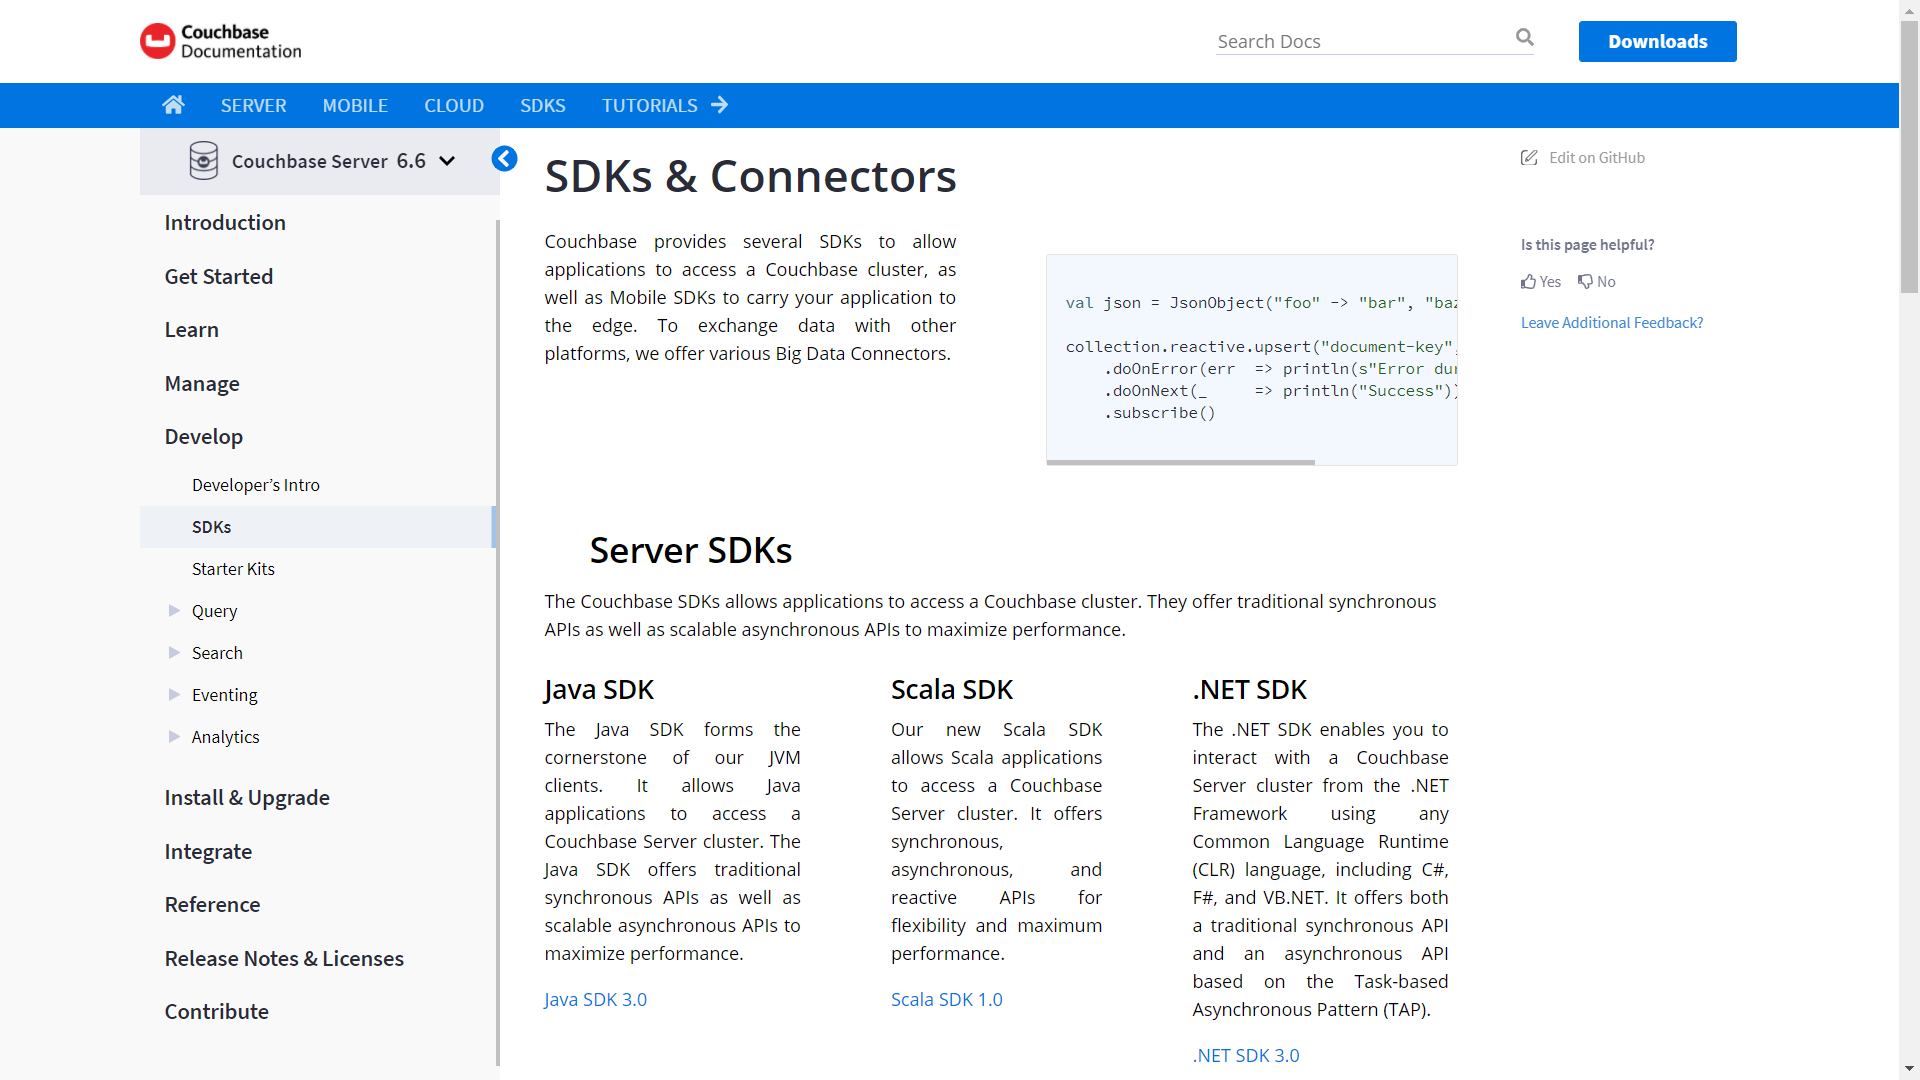 Couchbase
Documentation
Search Docs
Downloads
SERVER
MOBILE
CLOUD
SDKS
TUTORIALS
Couchbase Server 6.6
Introduction
Get Started
Learn
Manage
Develop
Developer’s Intro
SDKs
Starter Kits
Query
Search
Eventing
Analytics
Install & Upgrade
Integrate
Reference
Release Notes & Licenses
Contribute
SDKs & Connectors
Couchbase provides several SDKs to allow
applications to access a Couchbase cluster, as
well as Mobile SDKs to carry your application to
the edge. To exchange data with other
platforms, we offer various Big Data Connectors.
val json = JsonObject("foo" -> "bar", "baz
collection.reactive.upsert("document-key",
.doOnError(err => println(s"Error dur
.doOnNext(_ => println("Success"))
.subscribe()
Server SDKs
The Couchbase SDKs allows applications to access a Couchbase cluster. They offer traditional synchronous
APIs as well as scalable asynchronous APIs to maximize performance.
Java SDK
The Java SDK forms the
cornerstone of our JVM
clients. It allows Java
applications to access a
Couchbase Server cluster. The
Java SDK offers traditional
synchronous APIs as well as
scalable asynchronous APIs to
maximize performance.
Java SDK 3.0
Scala SDK
Our new Scala SDK
allows Scala applications
to access a Couchbase
Server cluster. It offers
synchronous,
asynchronous, and
reactive APIs for
flexibility and maximum
performance.
Scala SDK 1.0
.NET SDK
The .NET SDK enables you to
interact with a Couchbase
Server cluster from the .NET
Framework using any
Common Language Runtime
(CLR) language, including C#,
F#, and VB.NET. It offers both
a traditional synchronous API
and an asynchronous API
based on the Task-based
Asynchronous Pattern (TAP).
.NET SDK 3.0
Edit on GitHub
Is this page helpful?
Yes No
Leave Additional Feedback?